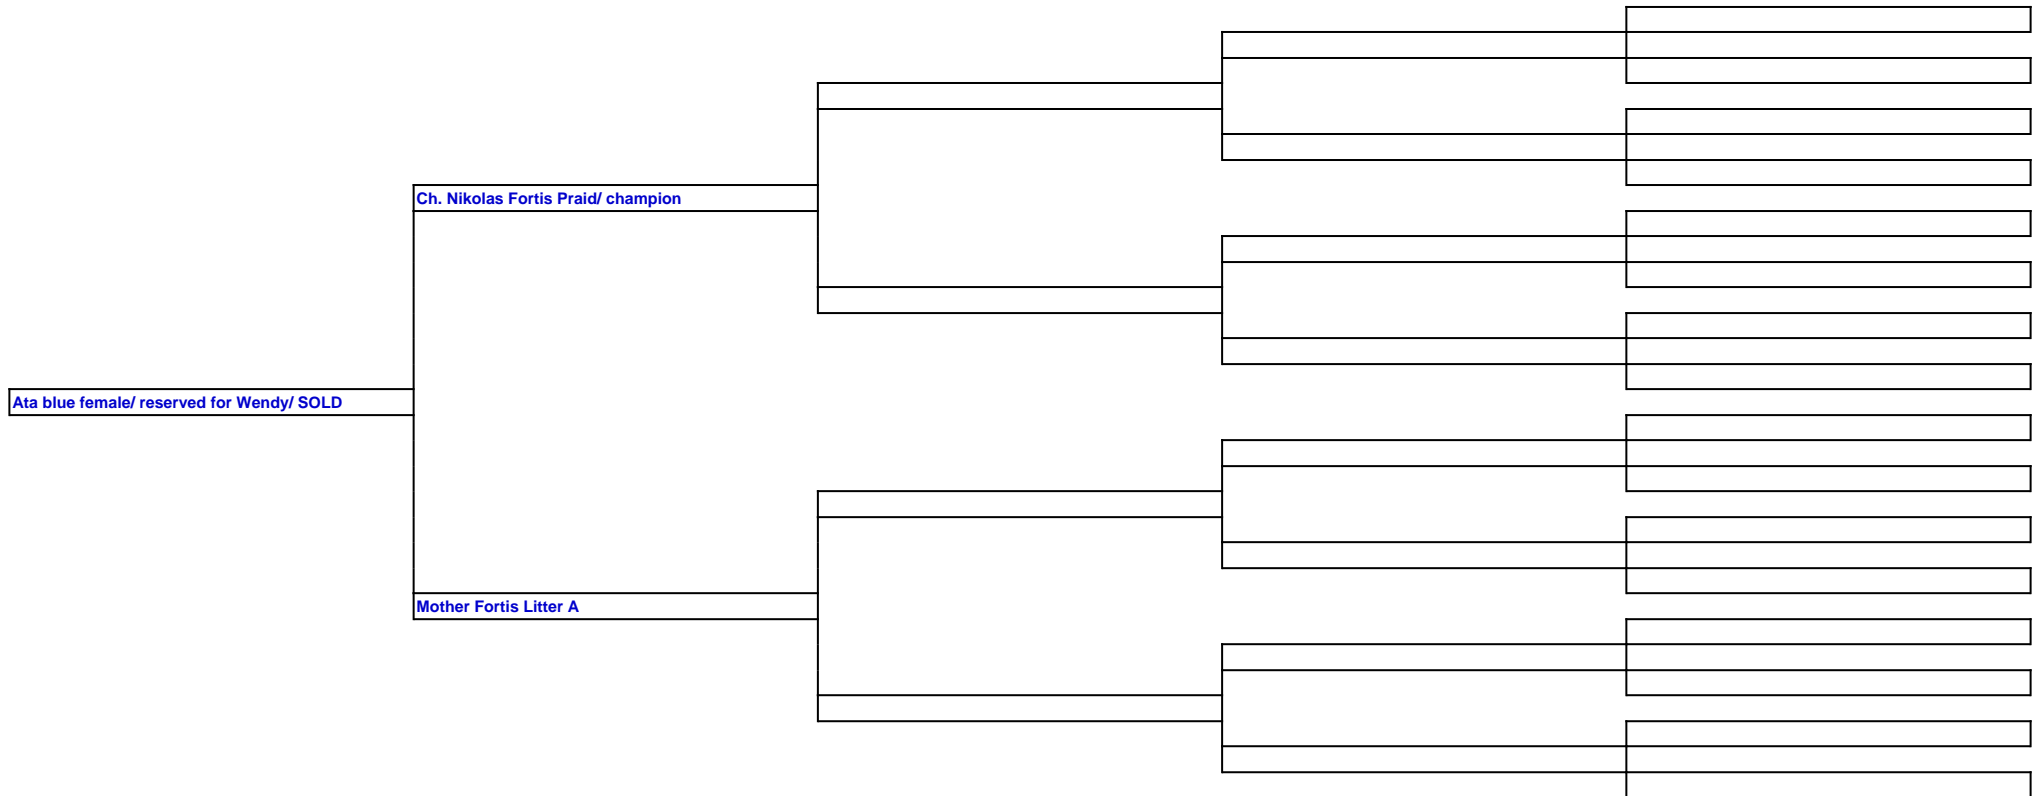 Ch. Nikolas Fortis Praid/ champion
Ata blue female/ reserved for Wendy/ SOLD
Mother Fortis Litter A